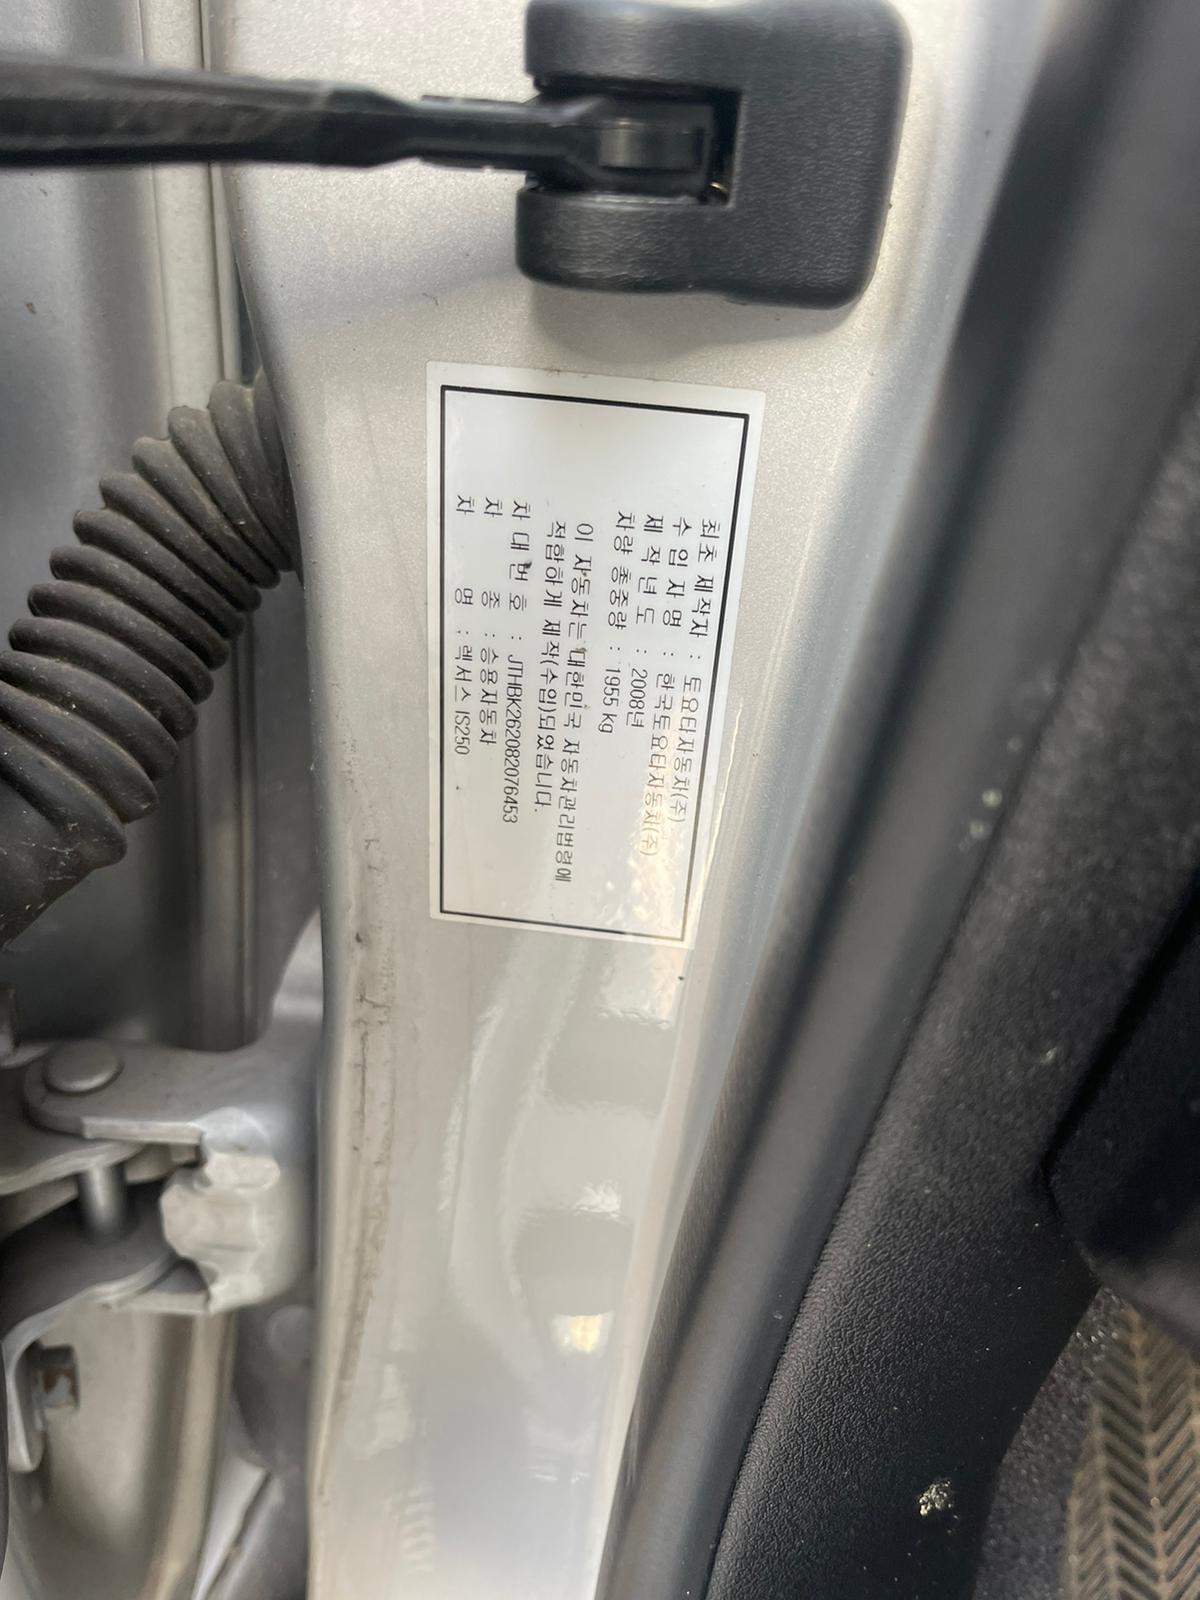 최초 제작자 : 토요타자동차(주)
수 입 자 명 : 한국토요타자동차(주)
제 작 년 도 : 2008년
차량 총중량 : 1955 kg
이 자동차는 대한민국 자동차관리법령에
적합하게 제작(수입)되었습니다.
차 대 번 호 : JTHBK262082076453
차 종 : 승용자동차
차 명 : 렉서스 IS250